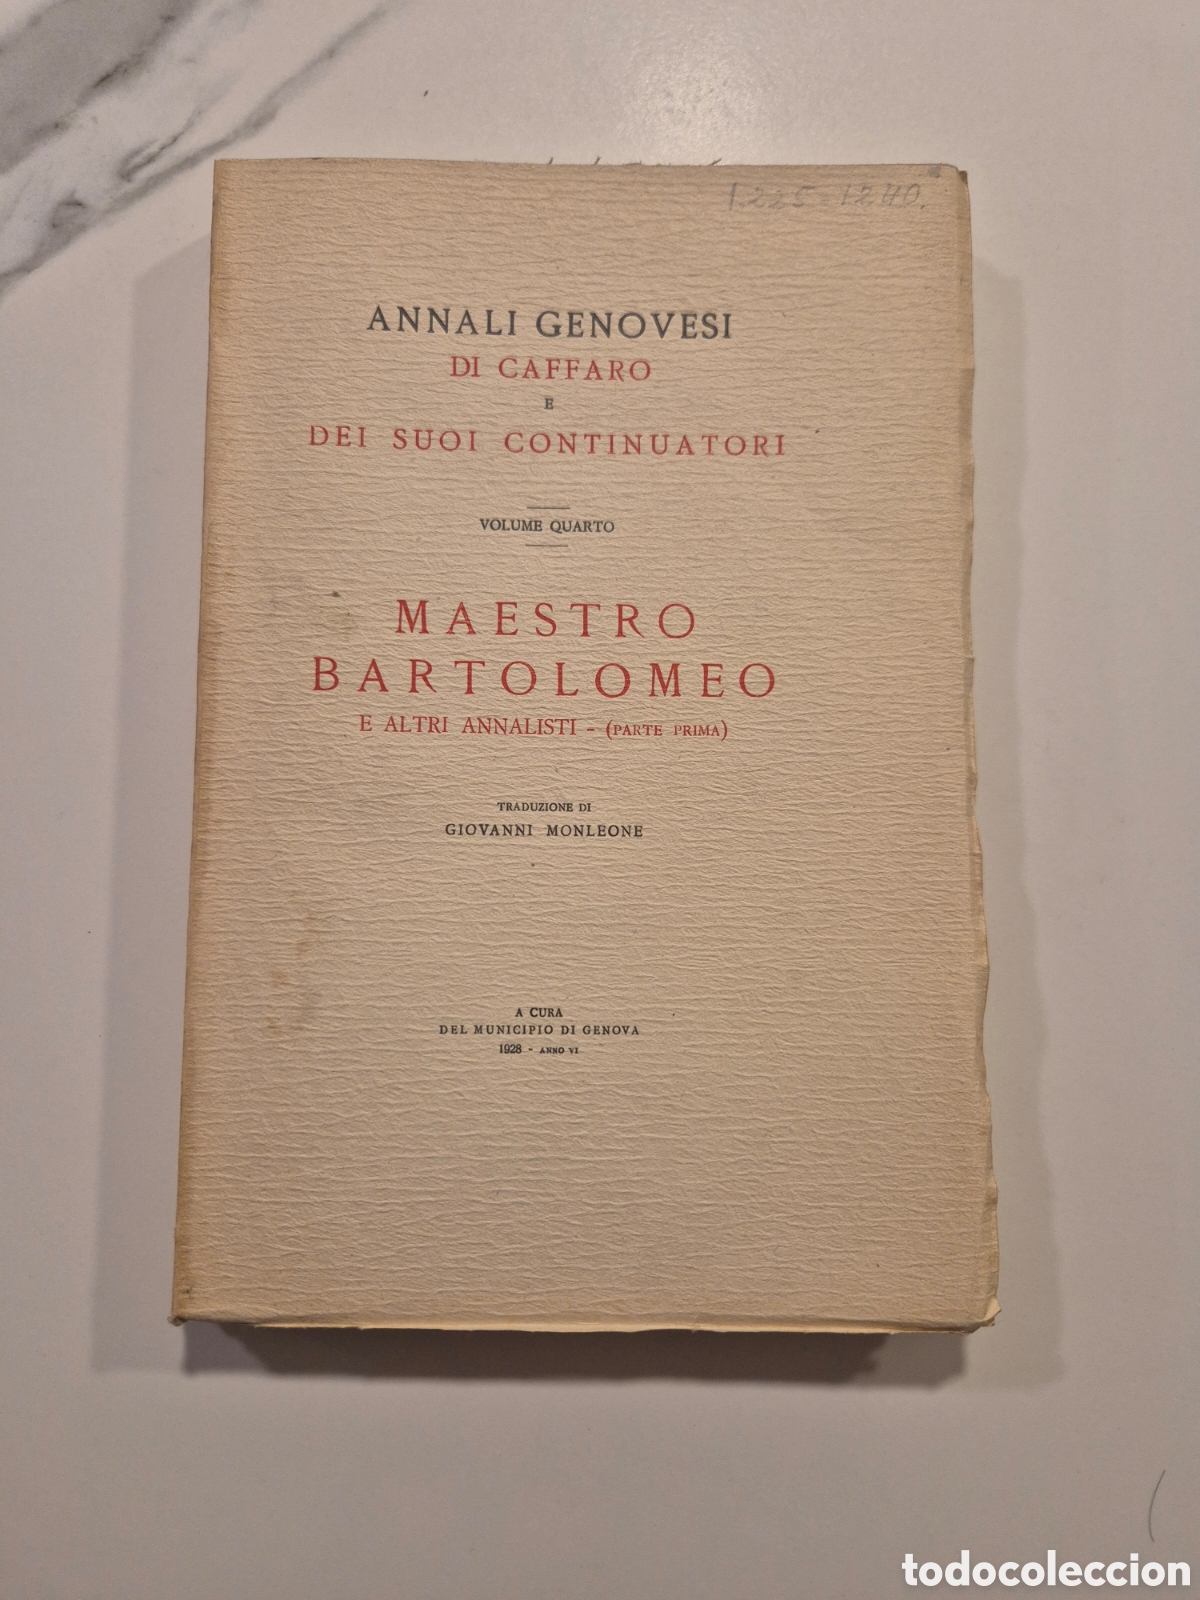 1225-1240.
ANNALI GENOVESI
DI CAFFARO
E
DEI SUOI CONTINUATORI
VOLUME QUARTO
MAESTRO
BARTOLOMEO
E ALTRI ANNALISTI - (PARTE PRIMA)
TRADUZIONE DI
GIOVANNI MONLEONE
A CURA
DEL MUNICIPIO DI GENOVA
1928 - ANNO VI
todocoleccion